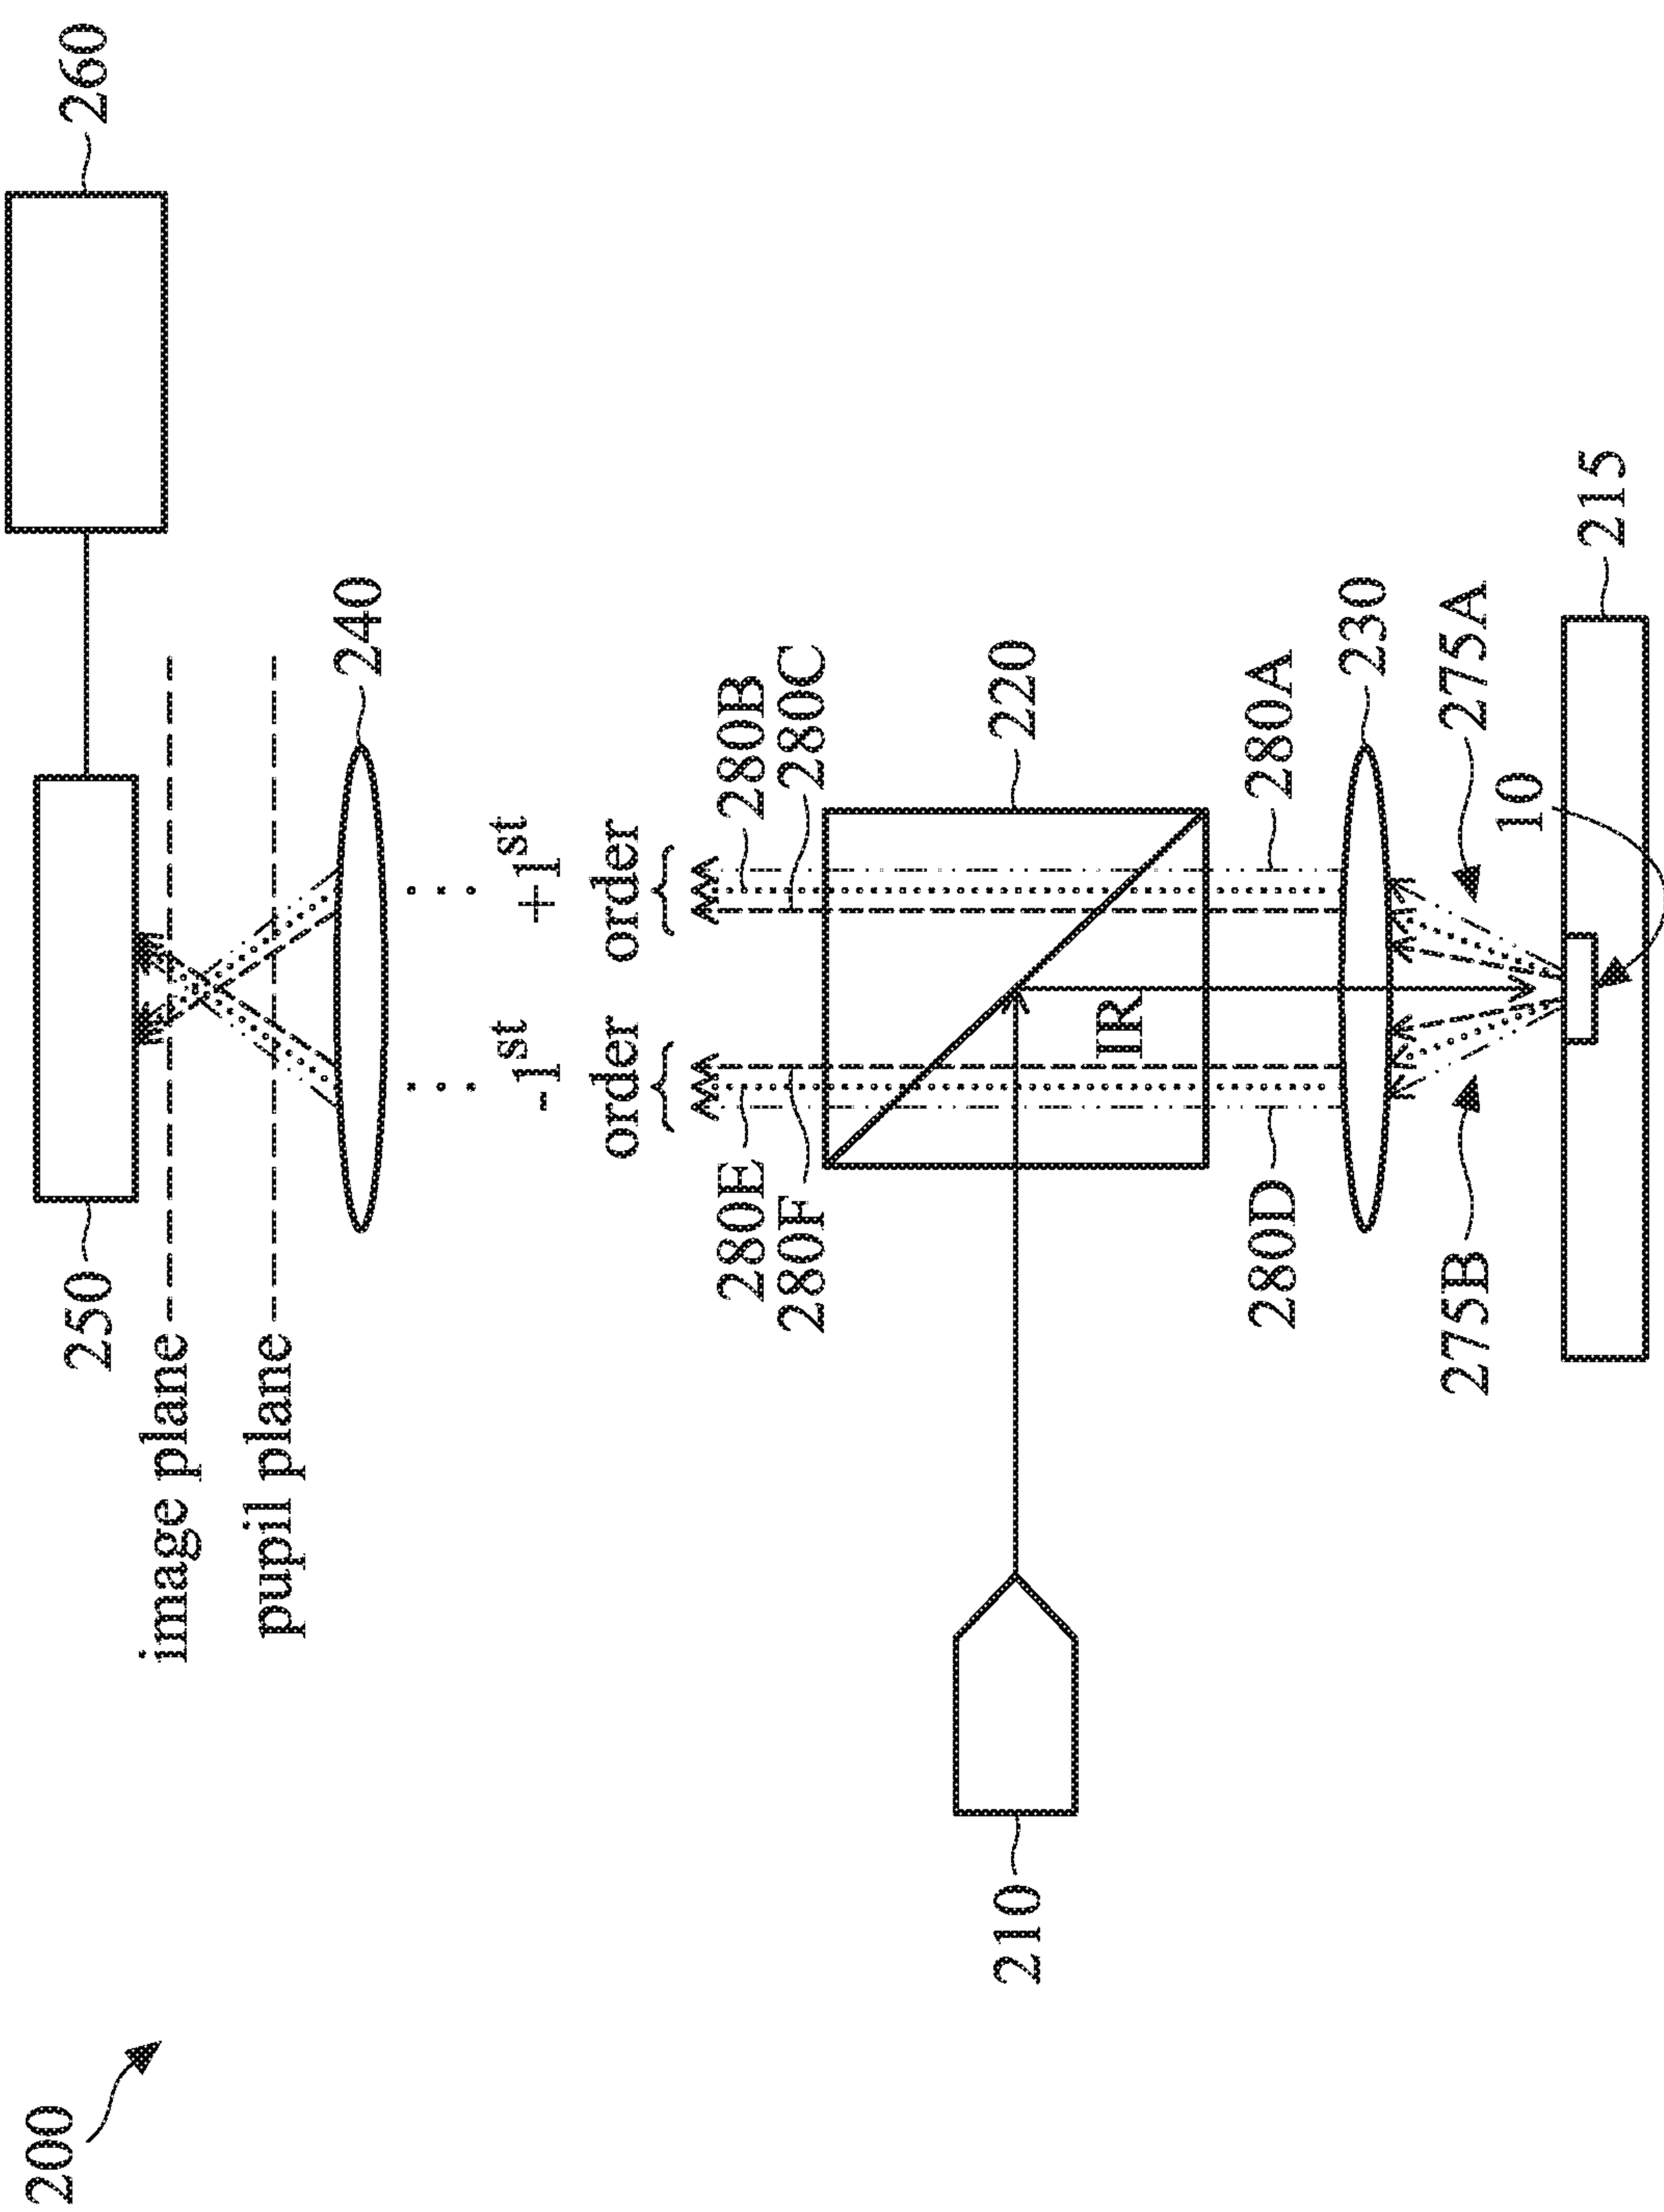 200
250 260
image plane
pupil plane
240
-1st +1st
order order
280E 280B
280F 280C
210 220
IR
280D 280A
230
275B 275A
10
215